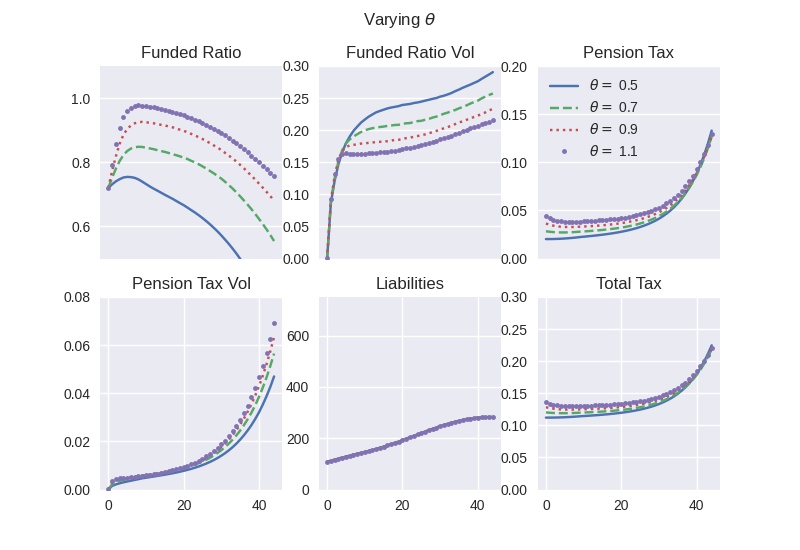 Varying θ
Funded Ratio
Funded Ratio Vol
Pension Tax
1.0
0.8
0.6
0.30
0.25
0.20
0.15
0.10
0.05
0.00
0.20
0.15
0.10
0.05
0.00
θ = 0.5
θ = 0.7
θ = 0.9
θ = 1.1
Pension Tax Vol
Liabilities
Total Tax
0.08
0.06
0.04
0.02
0.00
0 20 40
600
400
200
0
0 20 40
0.30
0.25
0.20
0.15
0.10
0.05
0.00
0 20 40